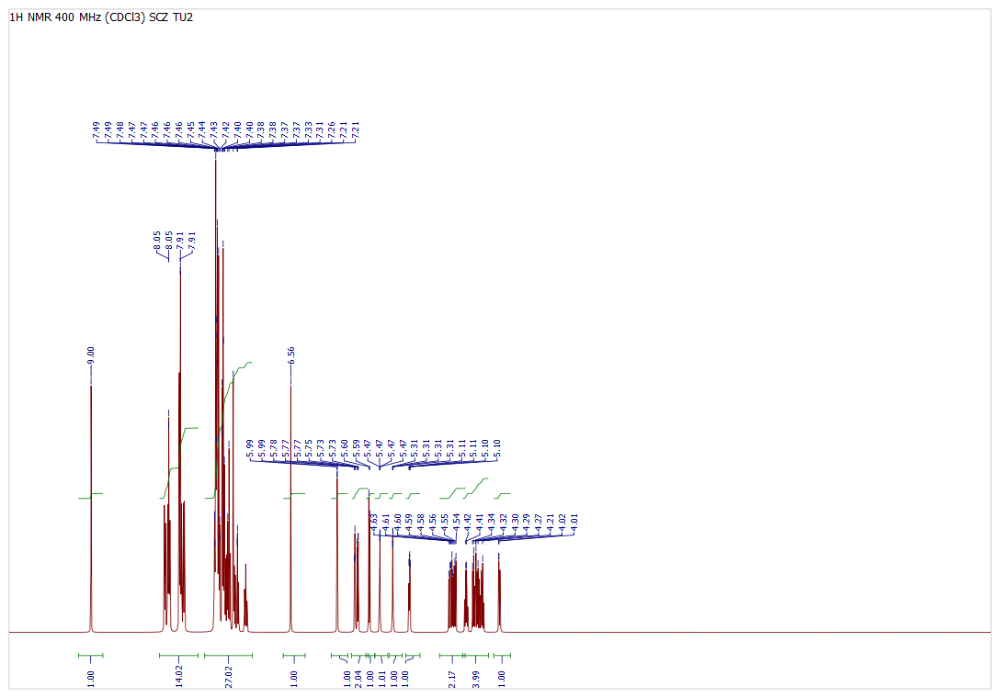 1H NMR 400 MHz (CDCl3) SCZ TU2
7.49 7.49 7.48 7.47 7.47 7.46 7.46 7.46 7.45 7.44 7.43 7.42 7.40 7.40 7.38 7.38 7.37 7.37 7.33 7.31 7.26 7.21 7.21
8.05 8.05 7.91 7.91
9.00 6.56
5.99 5.99 5.78 5.77 5.77 5.75 5.73 5.73 5.60 5.59 5.47 5.47 5.47 5.47 5.31 5.31 5.31 5.31 5.11 5.11 5.10 5.10
4.63 4.61 4.60 4.59 4.58 4.56 4.55 4.54 4.42 4.41 4.34 4.32 4.30 4.29 4.27 4.21 4.02 4.01
1.00 14.02 27.02 1.00 1.00 2.04 1.00 1.01 1.00 1.00 2.17 3.99 1.00